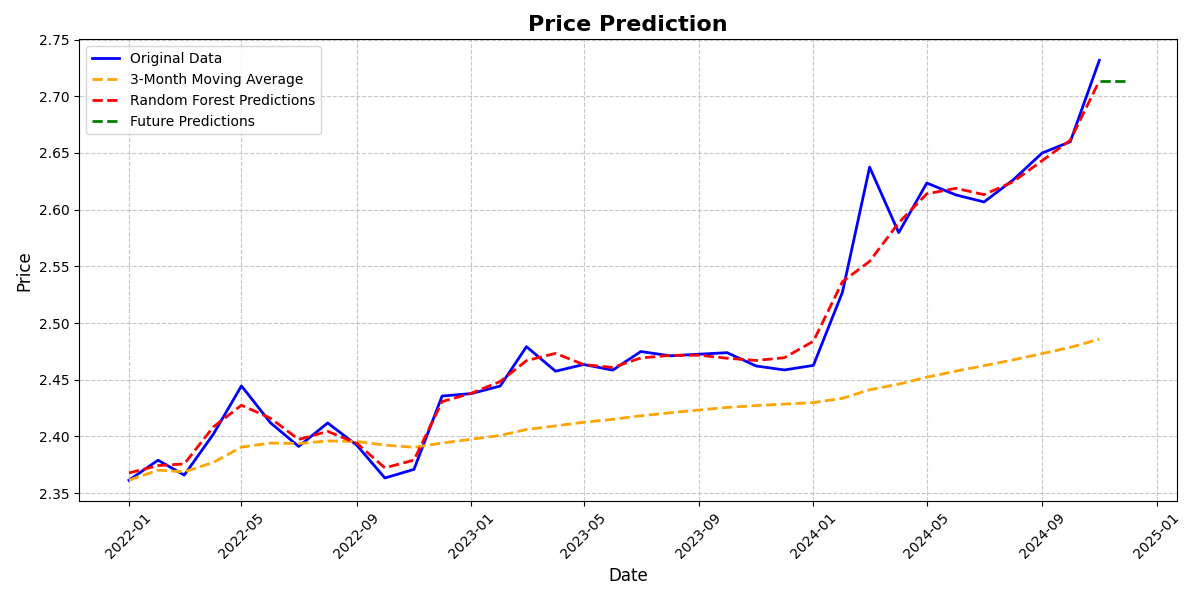 Price Prediction
2.75
2.70
2.65
2.60
2.55
2.50
2.45
2.40
2.35
Price
Original Data
3-Month Moving Average
Random Forest Predictions
Future Predictions
2022-01
2022-05
2022-09
2023-01
2023-05
2023-09
2024-01
2024-05
2024-09
2025-01
Date